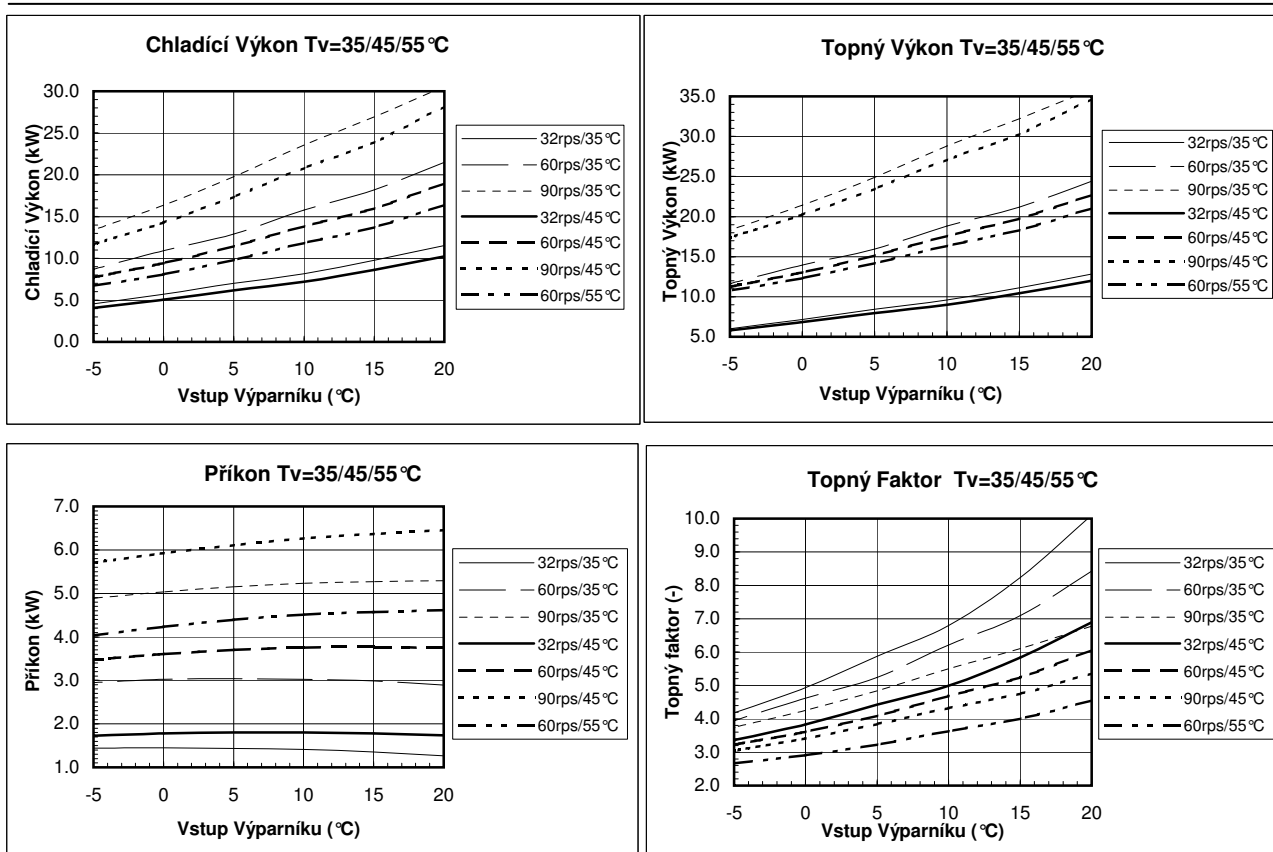 Chladící Výkon Tv=35/45/55°C
Chladící Výkon (kW)
30.0
25.0
20.0
15.0
10.0
5.0
0.0
-5 0 5 10 15 20
Vstup Výparníku (°C)
32rps/35°C
60rps/35°C
90rps/35°C
32rps/45°C
60rps/45°C
90rps/45°C
60rps/55°C
Topný Výkon Tv=35/45/55°C
Topný Výkon (kW)
35.0
30.0
25.0
20.0
15.0
10.0
5.0
-5 0 5 10 15 20
Vstup Výparníku (°C)
32rps/35°C
60rps/35°C
90rps/35°C
32rps/45°C
60rps/45°C
90rps/45°C
60rps/55°C
Příkon Tv=35/45/55°C
Příkon (kW)
7.0
6.0
5.0
4.0
3.0
2.0
1.0
-5 0 5 10 15 20
Vstup Výparníku (°C)
32rps/35°C
60rps/35°C
90rps/35°C
32rps/45°C
60rps/45°C
90rps/45°C
60rps/55°C
Topný Faktor Tv=35/45/55°C
Topný faktor (-)
10.0
9.0
8.0
7.0
6.0
5.0
4.0
3.0
2.0
-5 0 5 10 15 20
Vstup Výparníku (°C)
32rps/35°C
60rps/35°C
90rps/35°C
32rps/45°C
60rps/45°C
90rps/45°C
60rps/55°C